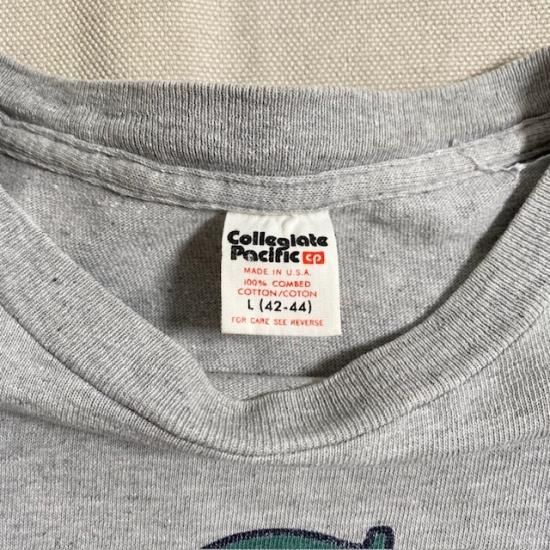 Collegiate
Pacific cp
MADE IN U.S.A.
100% COMBED
COTTON/COTON
L (42-44)
FOR CARE SEE REVERSE